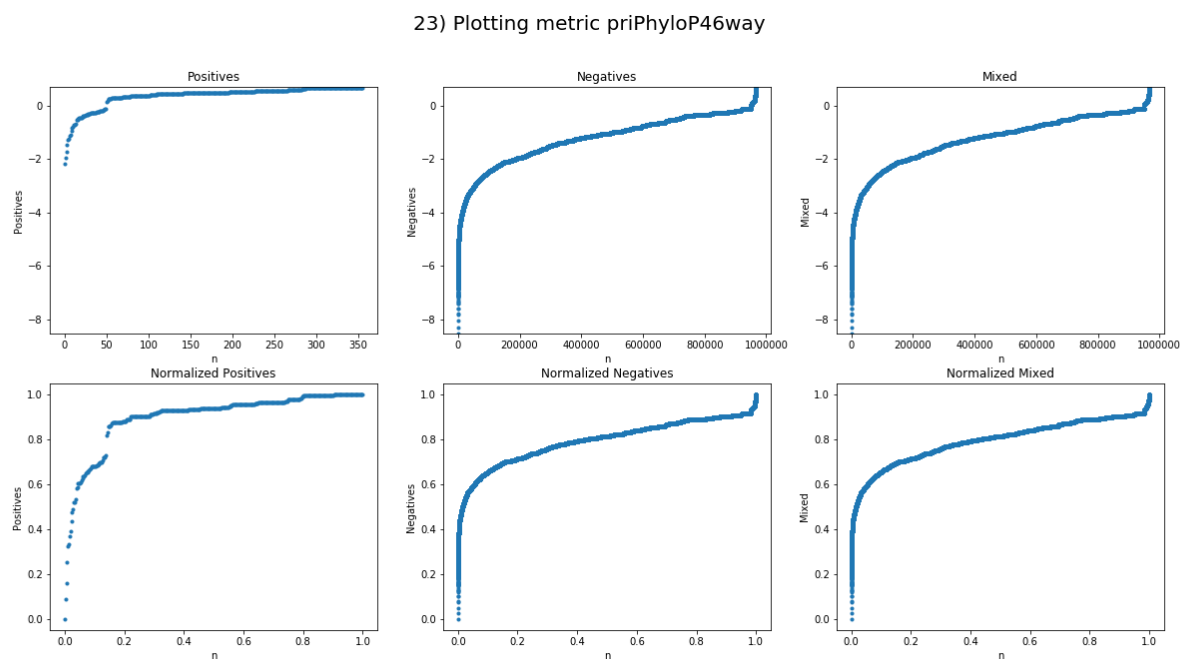 23) Plotting metric priPhyloP46way
Positives
0
−2
−4
−6
−8
Positives
0 50 100 150 200 250 300 350
n
Negatives
0
−2
−4
−6
−8
Negatives
0 200000 400000 600000 800000 1000000
n
Mixed
0
−2
−4
−6
−8
Mixed
0 200000 400000 600000 800000 1000000
n
Normalized Positives
1.0
0.8
0.6
0.4
0.2
0.0
Positives
0.0 0.2 0.4 0.6 0.8 1.0
n
Normalized Negatives
1.0
0.8
0.6
0.4
0.2
0.0
Negatives
0.0 0.2 0.4 0.6 0.8 1.0
n
Normalized Mixed
1.0
0.8
0.6
0.4
0.2
0.0
Mixed
0.0 0.2 0.4 0.6 0.8 1.0
n